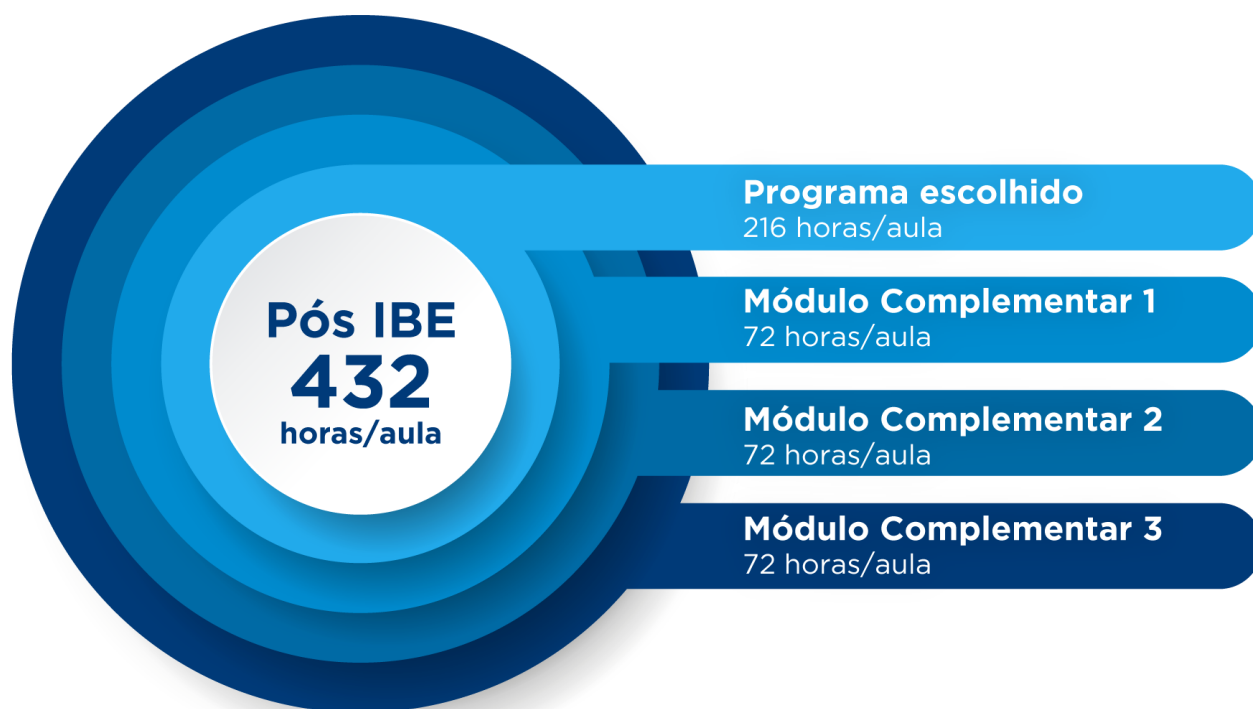 Pós IBE
432
horas/aula
Programa escolhido
216 horas/aula
Módulo Complementar 1
72 horas/aula
Módulo Complementar 2
72 horas/aula
Módulo Complementar 3
72 horas/aula